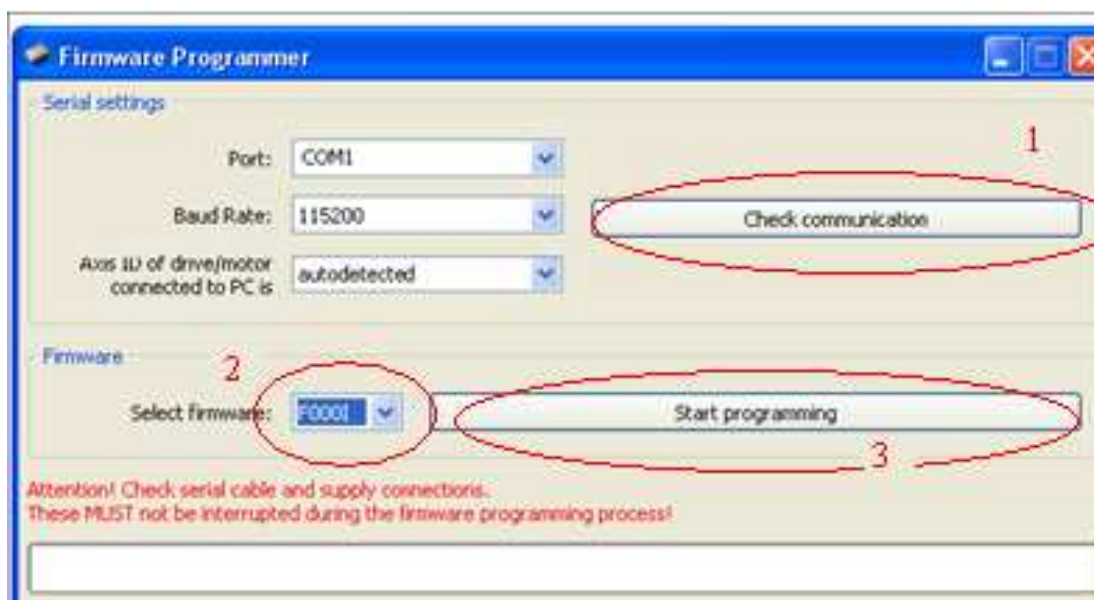 Firmware Programmer
Serial settings
1
Port: COM1
Baud Rate: 115200
Check communication
Axis ID of drive/motor
connected to PC is
autodetected
Firmware
2
Select firmware:
Start programming
3
Attention! Check serial cable and supply connections.
These MUST not be interrupted during the firmware programming process!